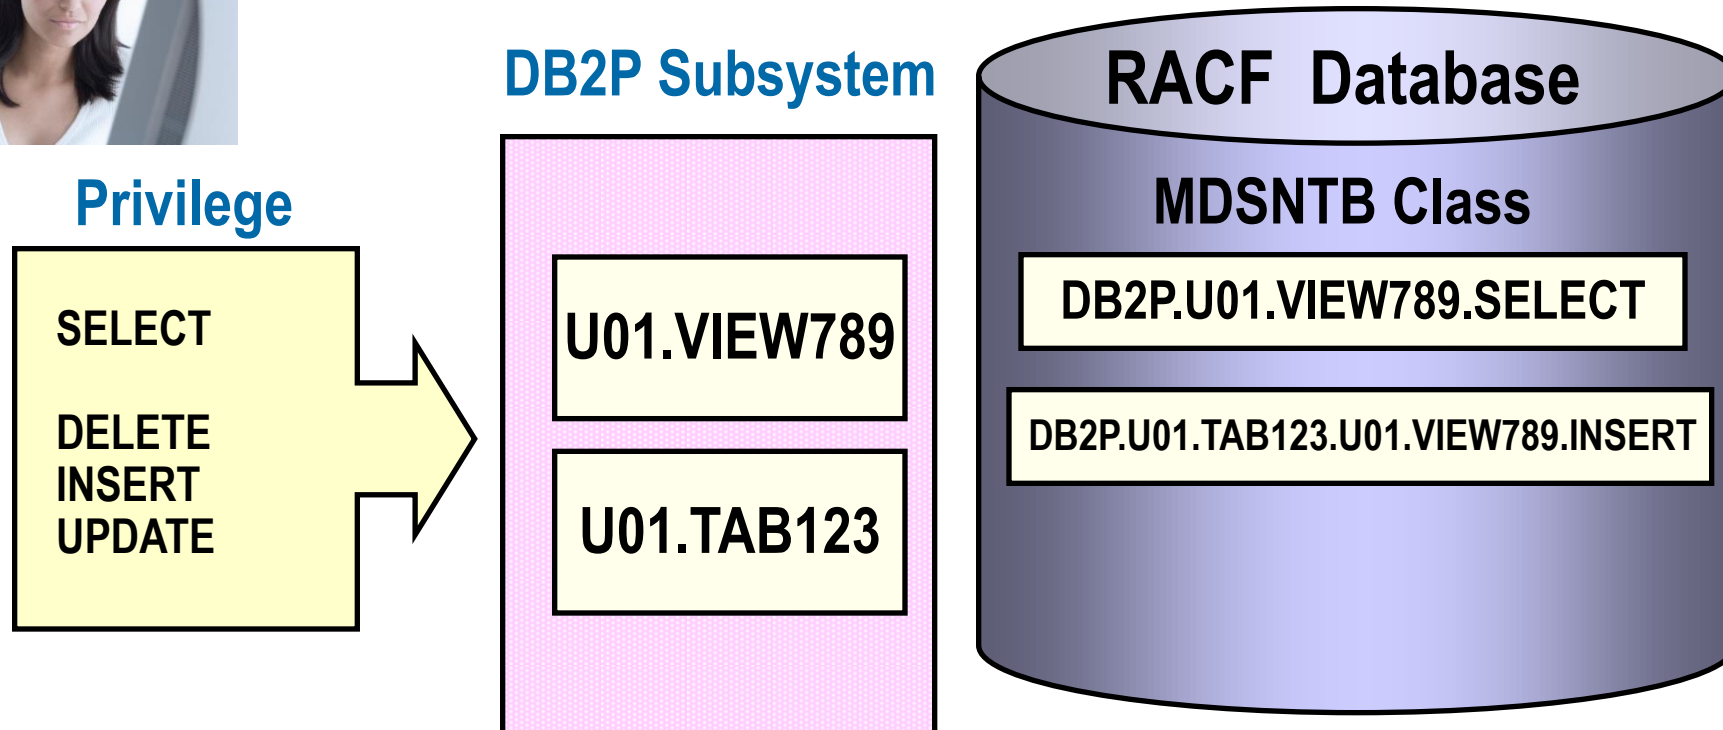 Privilege
SELECT
DELETE
INSERT
UPDATE
DB2P Subsystem
U01.VIEW789
U01.TAB123
RACF Database
MDSNTB Class
DB2P.U01.VIEW789.SELECT
DB2P.U01.TAB123.U01.VIEW789.INSERT